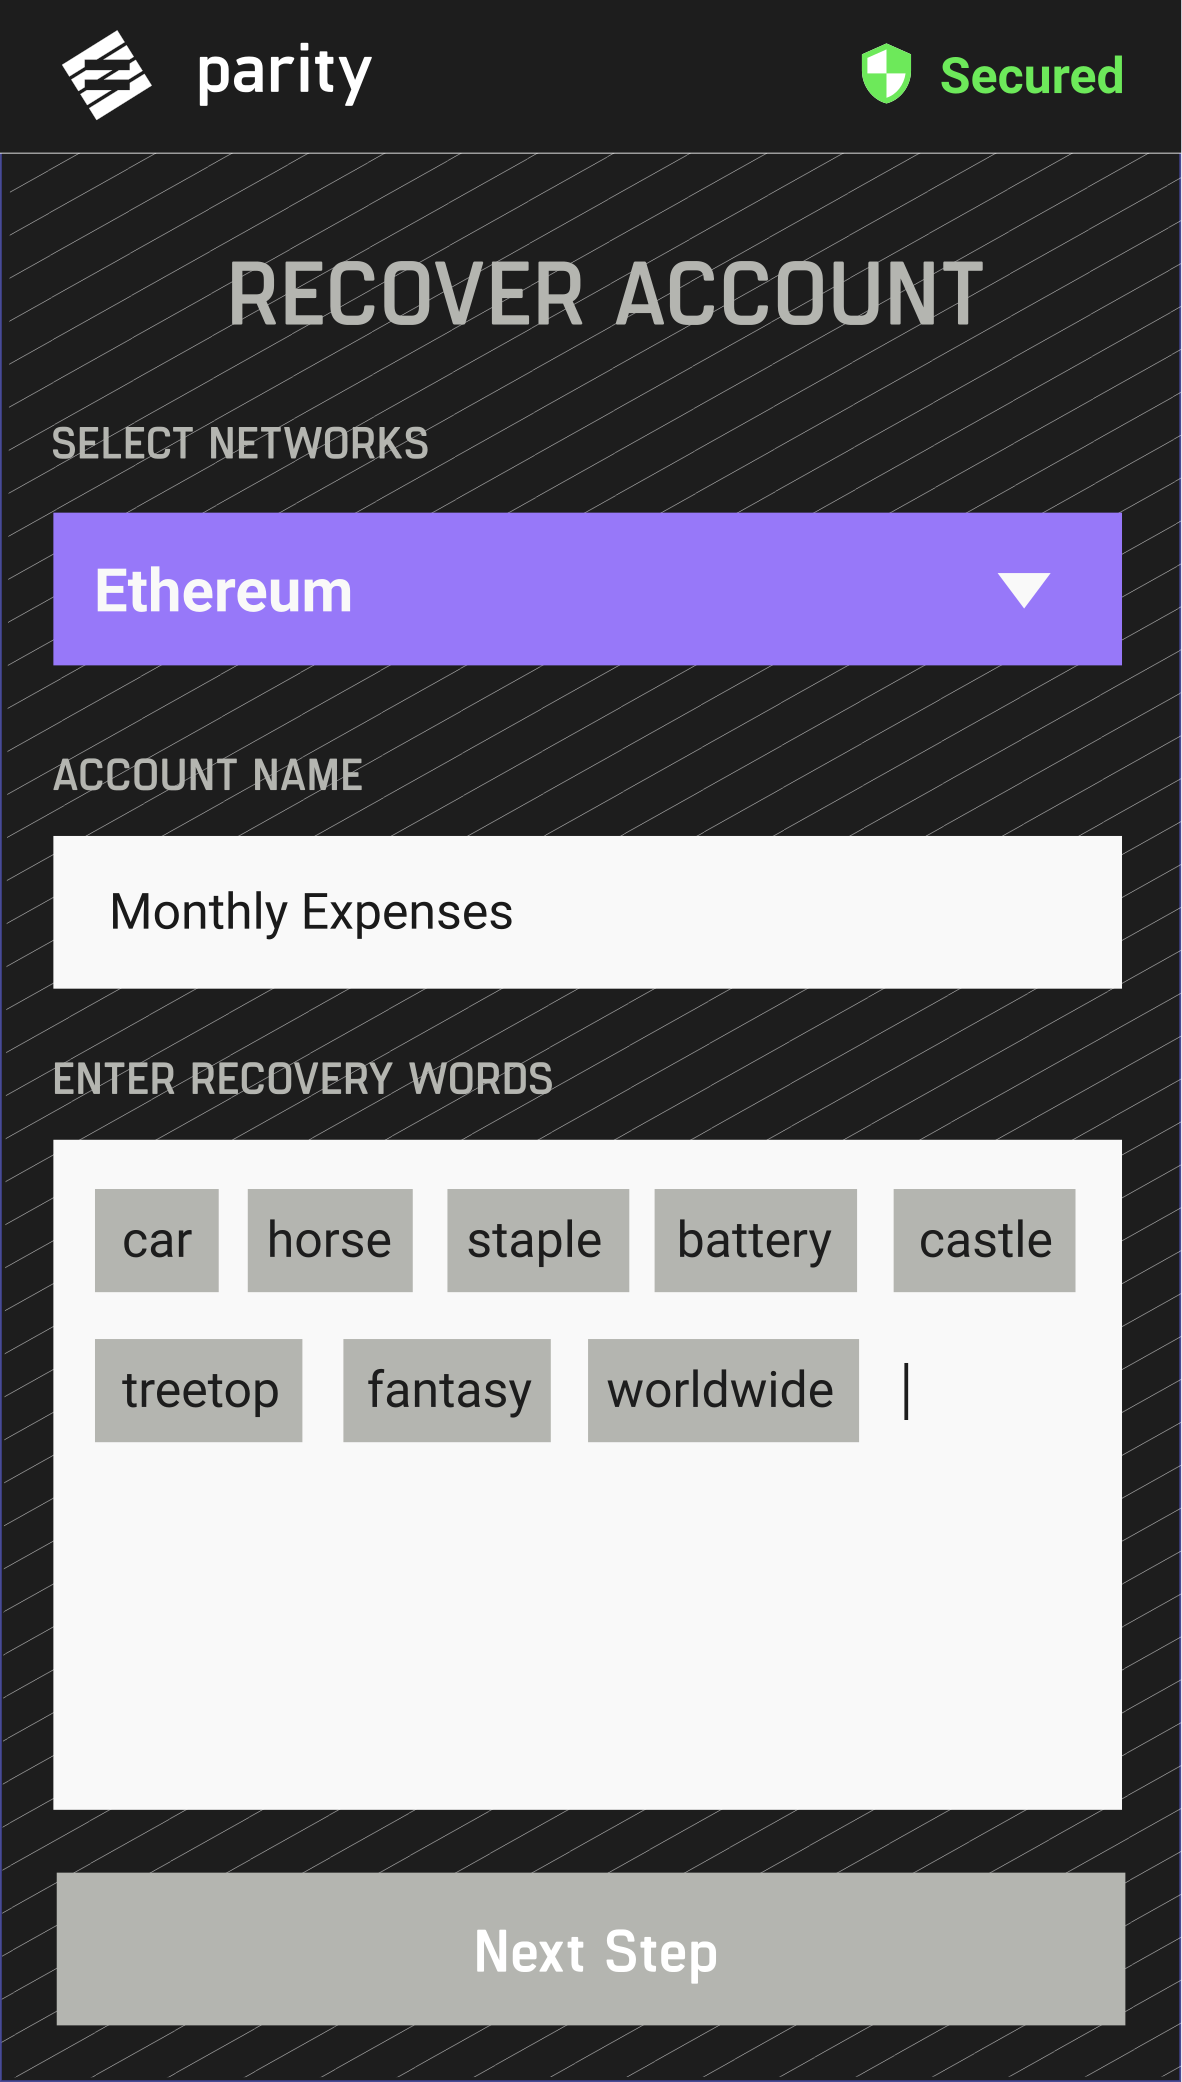 parity Secured
RECOVER ACCOUNT
SELECT NETWORKS
Ethereum
ACCOUNT NAME
Monthly Expenses
ENTER RECOVERY WORDS
car horse staple battery castle
treetop fantasy worldwide
Next Step